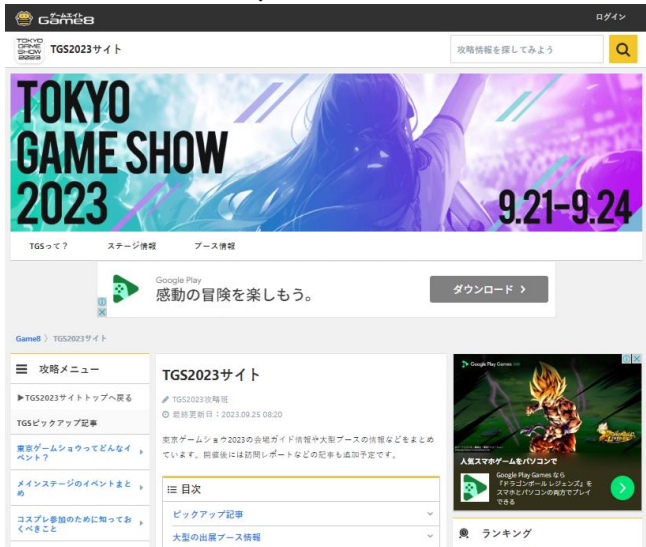 ゲームエイト
Game8
ログイン
TOKYO
GAME
SHOW
2023
TGS2023サイト
攻略情報を探してみよう
TOKYO
GAME SHOW
2023
9.21-9.24
TGSって？
ステージ情報
ブース情報
Google Play
感動の冒険を楽しもう。
ダウンロード >
Game8 〉 TGS2023サイト
攻略メニュー
▶TGS2023サイトトップへ戻る
TGSピックアップ記事
東京ゲームショウってどんなイ
ベント？
メインステージのイベントまと
め
コスプレ参加のために知ってお
くべきこと
TGS2023サイト
TGS2023攻略班
最終更新日：2023.09.25 08:20
東京ゲームショウ2023の会場ガイド情報や大型ブースの情報などをまとめ
ています。開催後には訪問レポートなどの記事も追加予定です。
目次
ピックアップ記事
大型の出展ブース情報
Google Play Games
人気スマホゲームをパソコンで
Google Play Games なら
『ドラゴンボール レジェンズ』を
スマホとパソコンの両方でプレイ
できる
ランキング